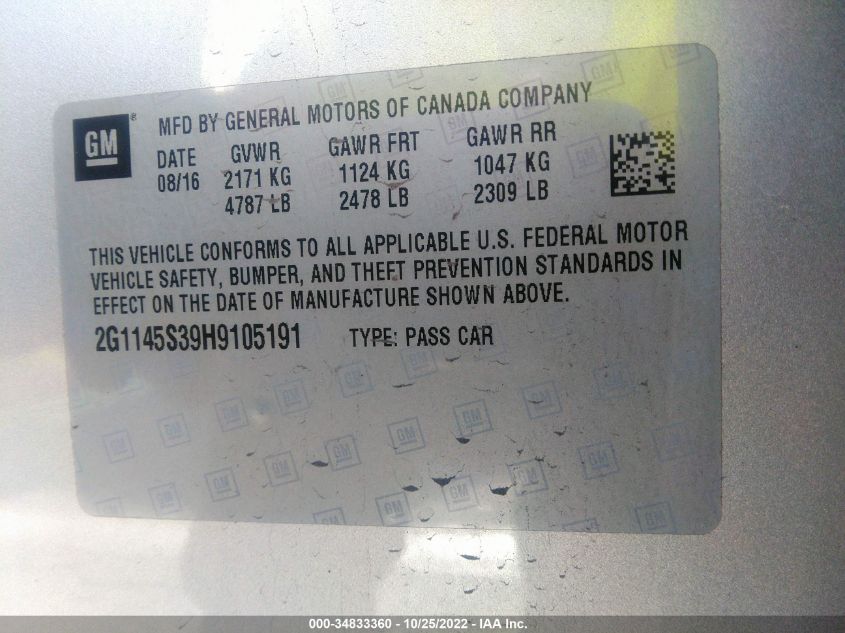 GM ® MFD BY GENERAL MOTORS OF CANADA COMPANY
DATE GVWR GAWR FRT GAWR RR
08/16 2171 KG 1124 KG 1047 KG
4787 LB 2478 LB 2309 LB
THIS VEHICLE CONFORMS TO ALL APPLICABLE U.S. FEDERAL MOTOR
VEHICLE SAFETY, BUMPER, AND THEFT PREVENTION STANDARDS IN
EFFECT ON THE DATE OF MANUFACTURE SHOWN ABOVE.
2G1145S39H9105191 TYPE: PASS CAR
000-34833360 - 10/25/2022 - IAA Inc.